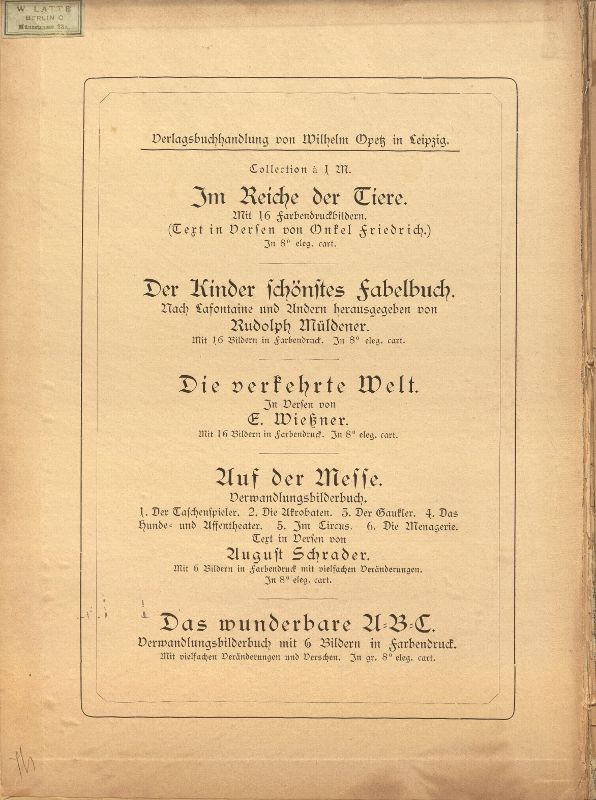 W. LATTE
BERLIN C
Verlagsbuchhandlung von Wilhelm Opetz in Leipzig.
Collection à 1 M.
Im Reiche der Tiere.
Mit 16 Farbendruckbildern.
(Text in Versen von Onkel Friedrich.)
In 8º eleg. cart.
Der Kinder schönstes Fabelbuch.
Nach Lafontaine und Andern herausgegeben von
Rudolph Müldener.
Mit 16 Bildern in Farbendruck. In 8º eleg. cart.
Die verkehrte Welt.
In Versen von
E. Wießner.
Mit 16 Bildern in Farbendruck. In 8º eleg. cart.
Auf der Messe.
Verwandlungsbilderbuch.
1. Der Taschenspieler. 2. Die Akrobaten. 3. Der Gaukler. 4. Das
Hunde- und Affentheater. 5. Im Circus. 6. Die Menagerie.
Text in Versen von
August Schrader.
Mit 6 Bildern in Farbendruck mit vielfachen Veränderungen.
In 8º eleg. cart.
Das wunderbare A-B-C.
Verwandlungsbilderbuch mit 6 Bildern in Farbendruck.
Mit vielfachen Veränderungen und Verschen. In gr. 8º eleg. cart.